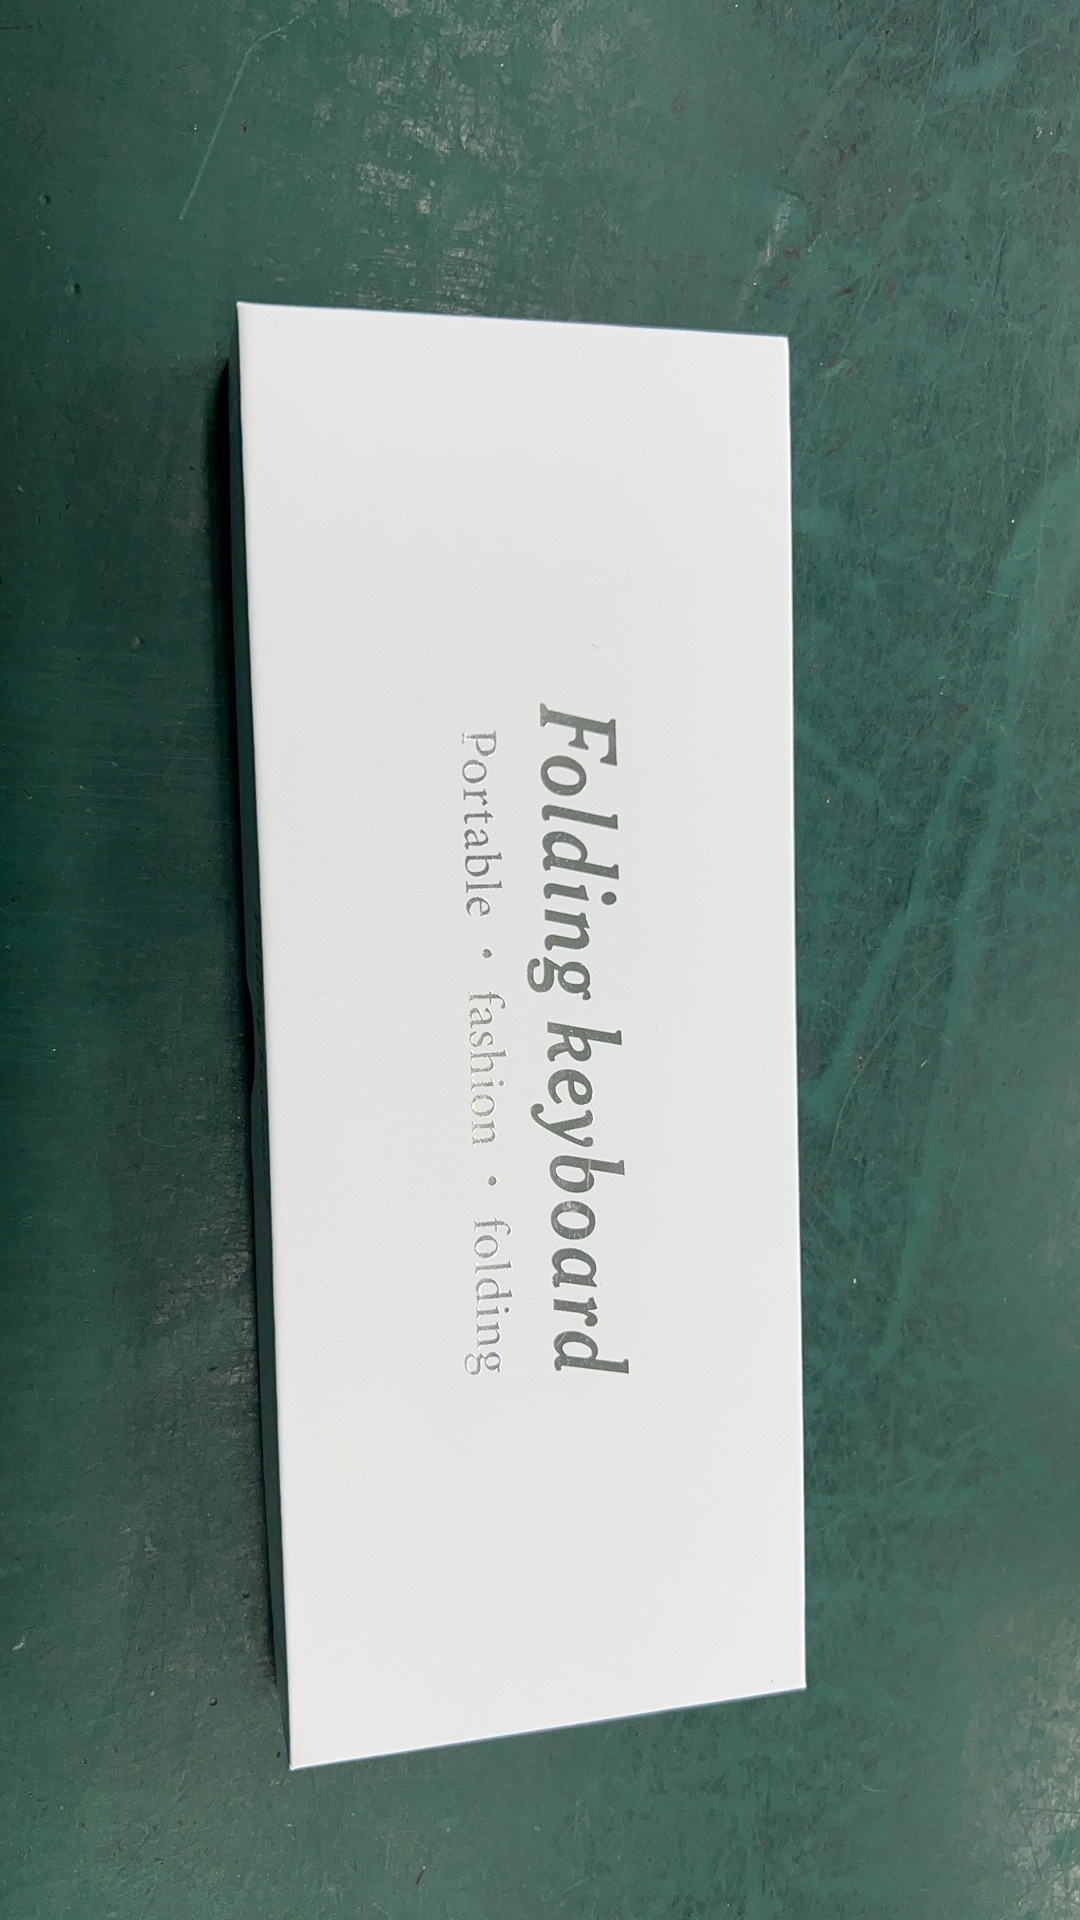 Folding keyboard
Portable • fashion • folding